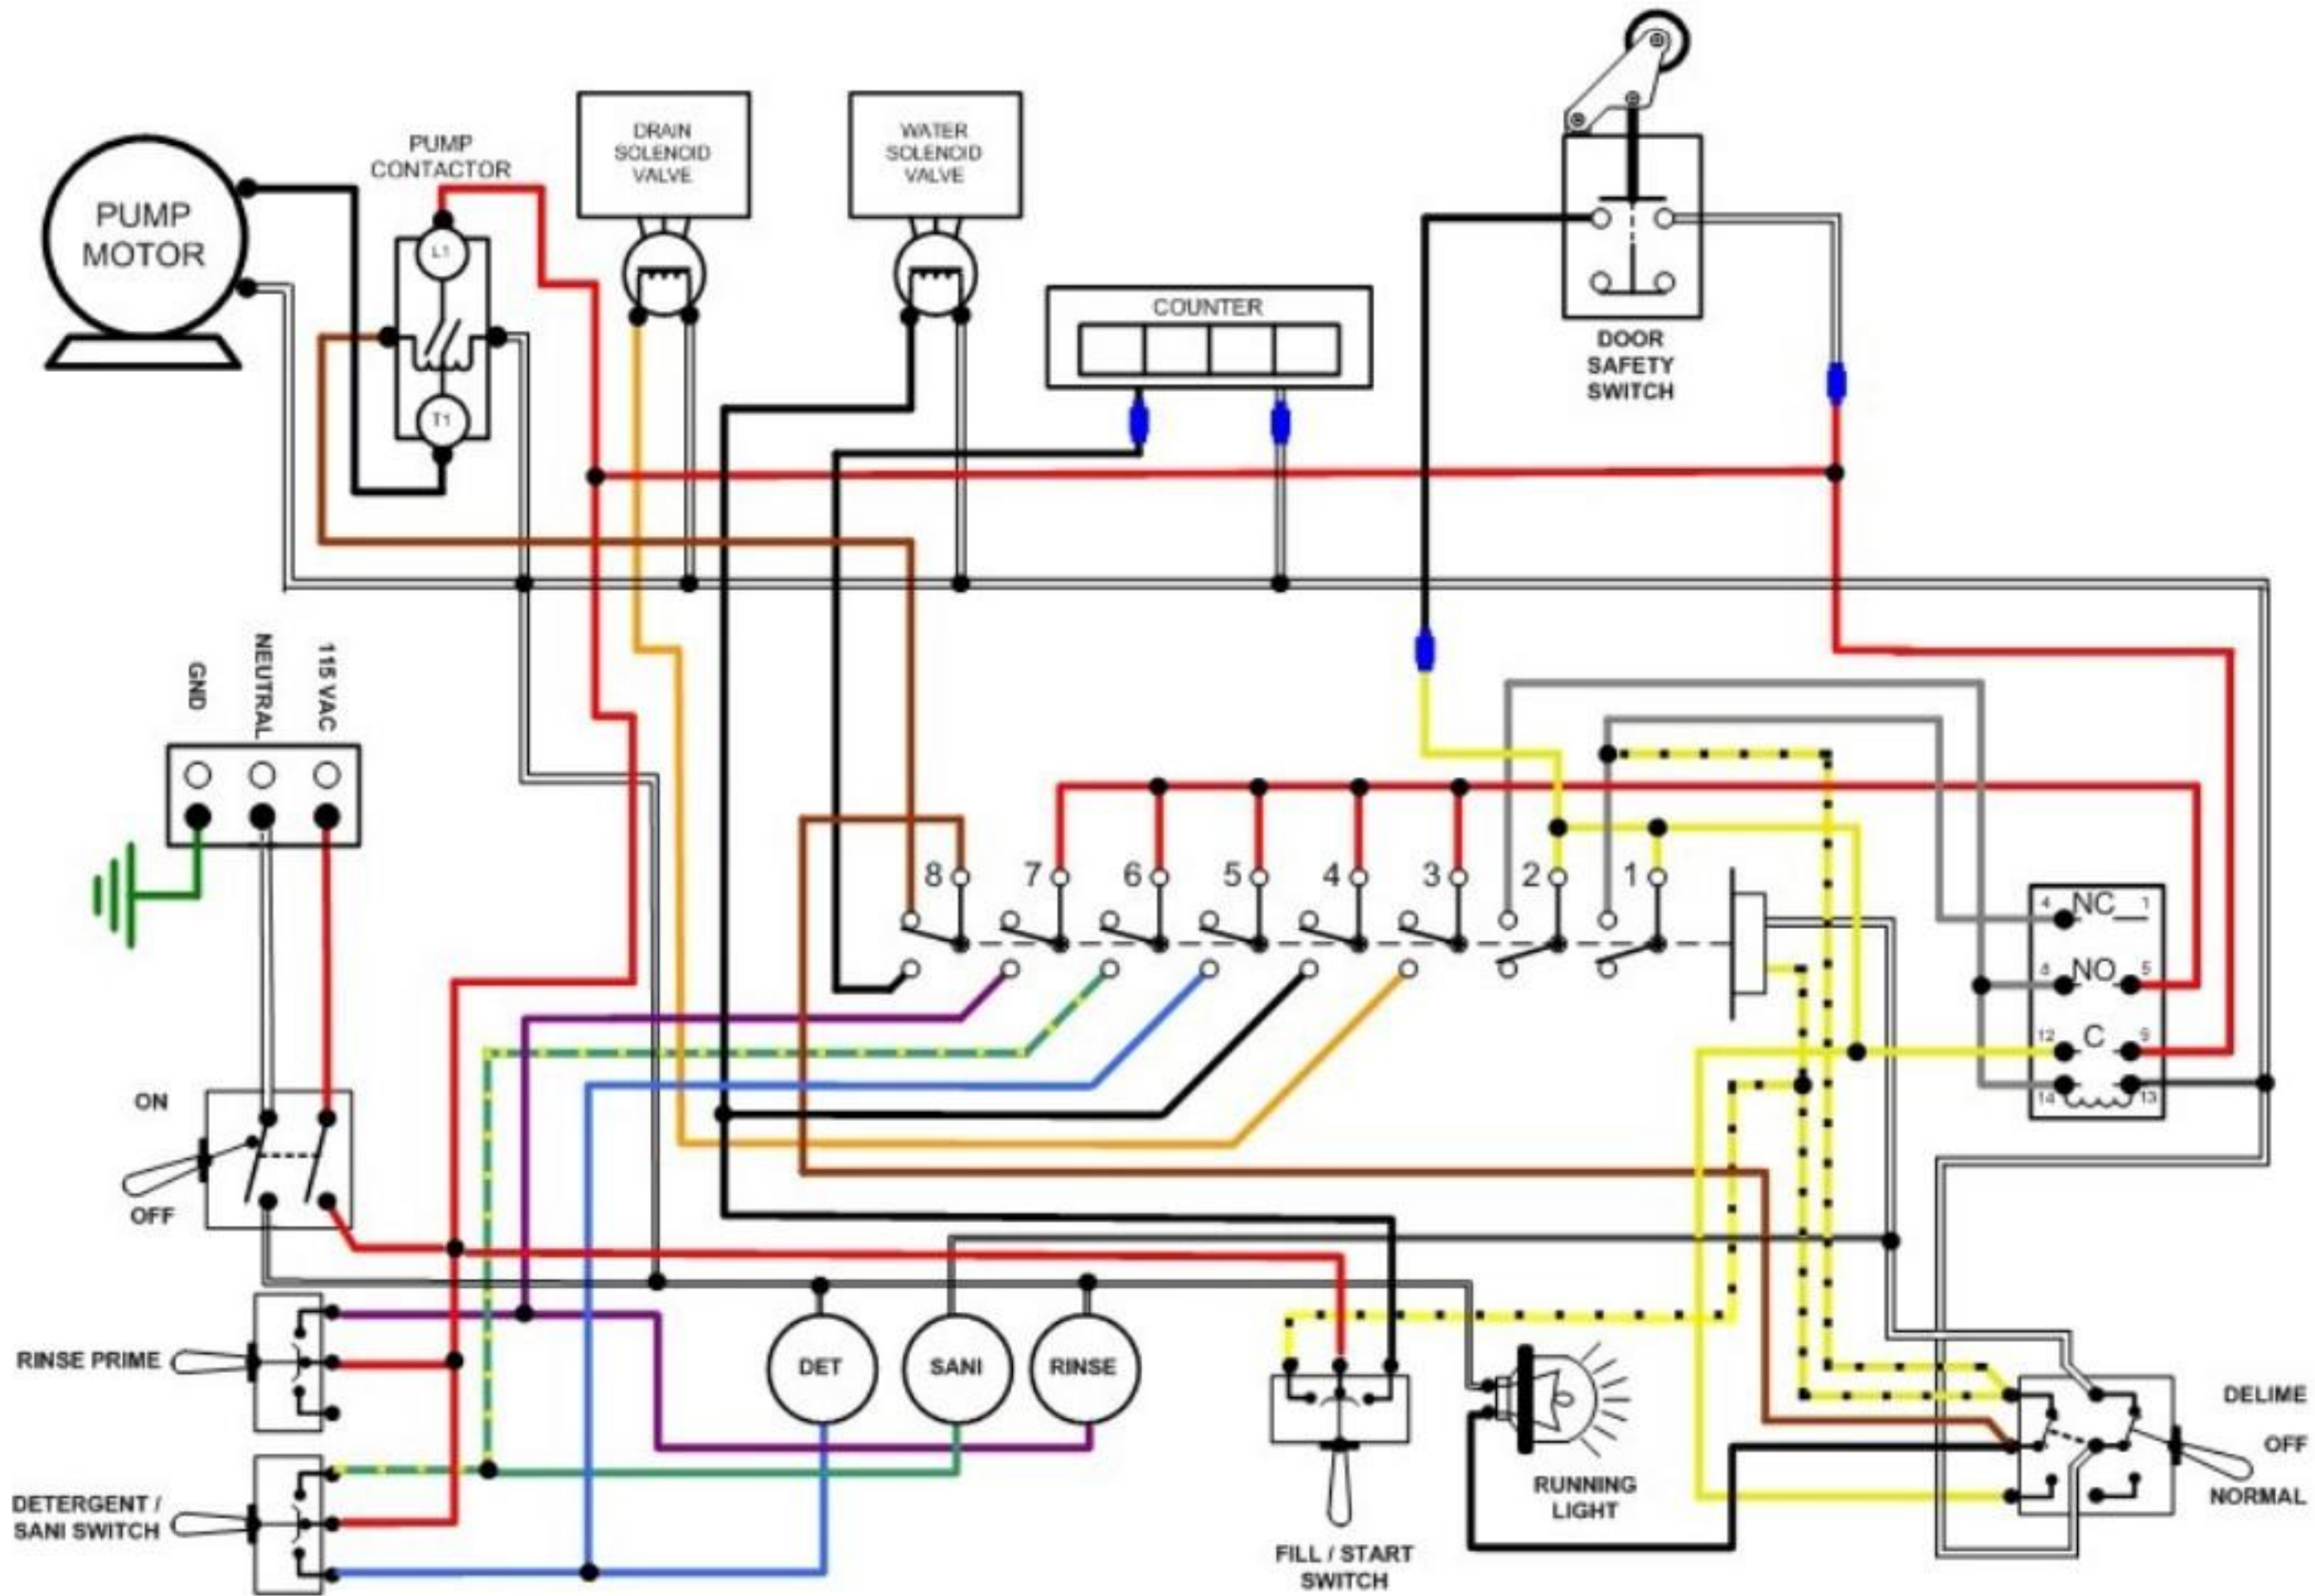 PUMP
MOTOR
PUMP
CONTACTOR
L1
T1
DRAIN
SOLENOID
VALVE
WATER
SOLENOID
VALVE
COUNTER
DOOR
SAFETY
SWITCH
GND
NEUTRAL
115 VAC
8
7
6
5
4
3
2
1
4
NC
1
8
NO
5
12
C
9
14
13
ON
OFF
RINSE PRIME
DETERGENT /
SANI SWITCH
DET
SANI
RINSE
FILL / START
SWITCH
RUNNING
LIGHT
DELIME
OFF
NORMAL